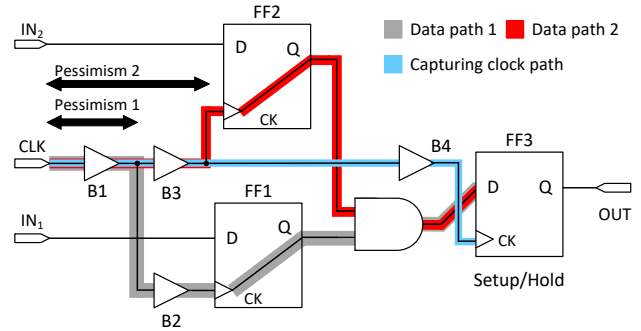 FF2
IN2
D
Q
CK
Data path 1
Data path 2
Capturing clock path
Pessimism 2
Pessimism 1
CLK
B1
B3
B4
FF3
D
Q
CK
OUT
Setup/Hold
FF1
IN1
D
Q
CK
B2